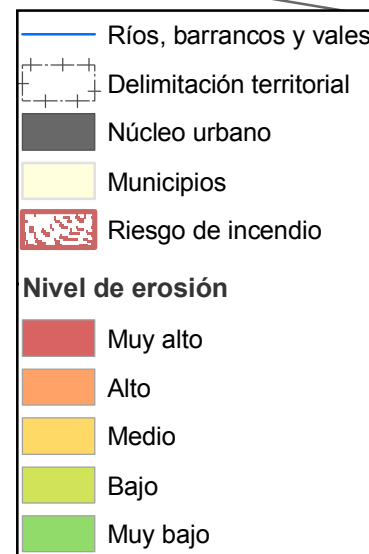 Ríos, barrancos y vales
Delimitación territorial
Núcleo urbano
Municipios
Riesgo de incendio
Nivel de erosión
Muy alto
Alto
Medio
Bajo
Muy bajo